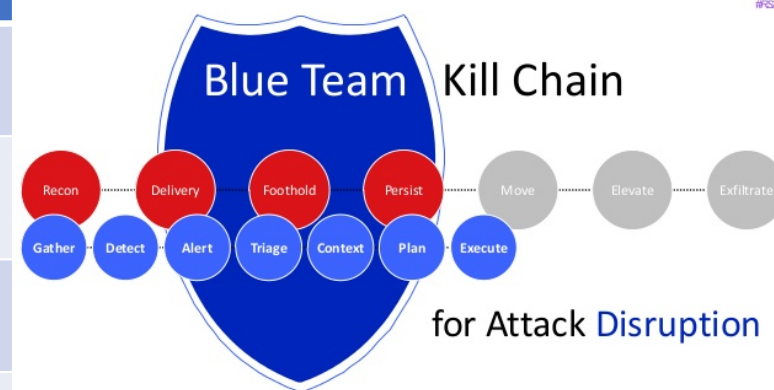 Blue Team Kill Chain
Recon Delivery Foothold Persist Move Elevate Exfiltrate
Gather Detect Alert Triage Context Plan Execute
for Attack Disruption